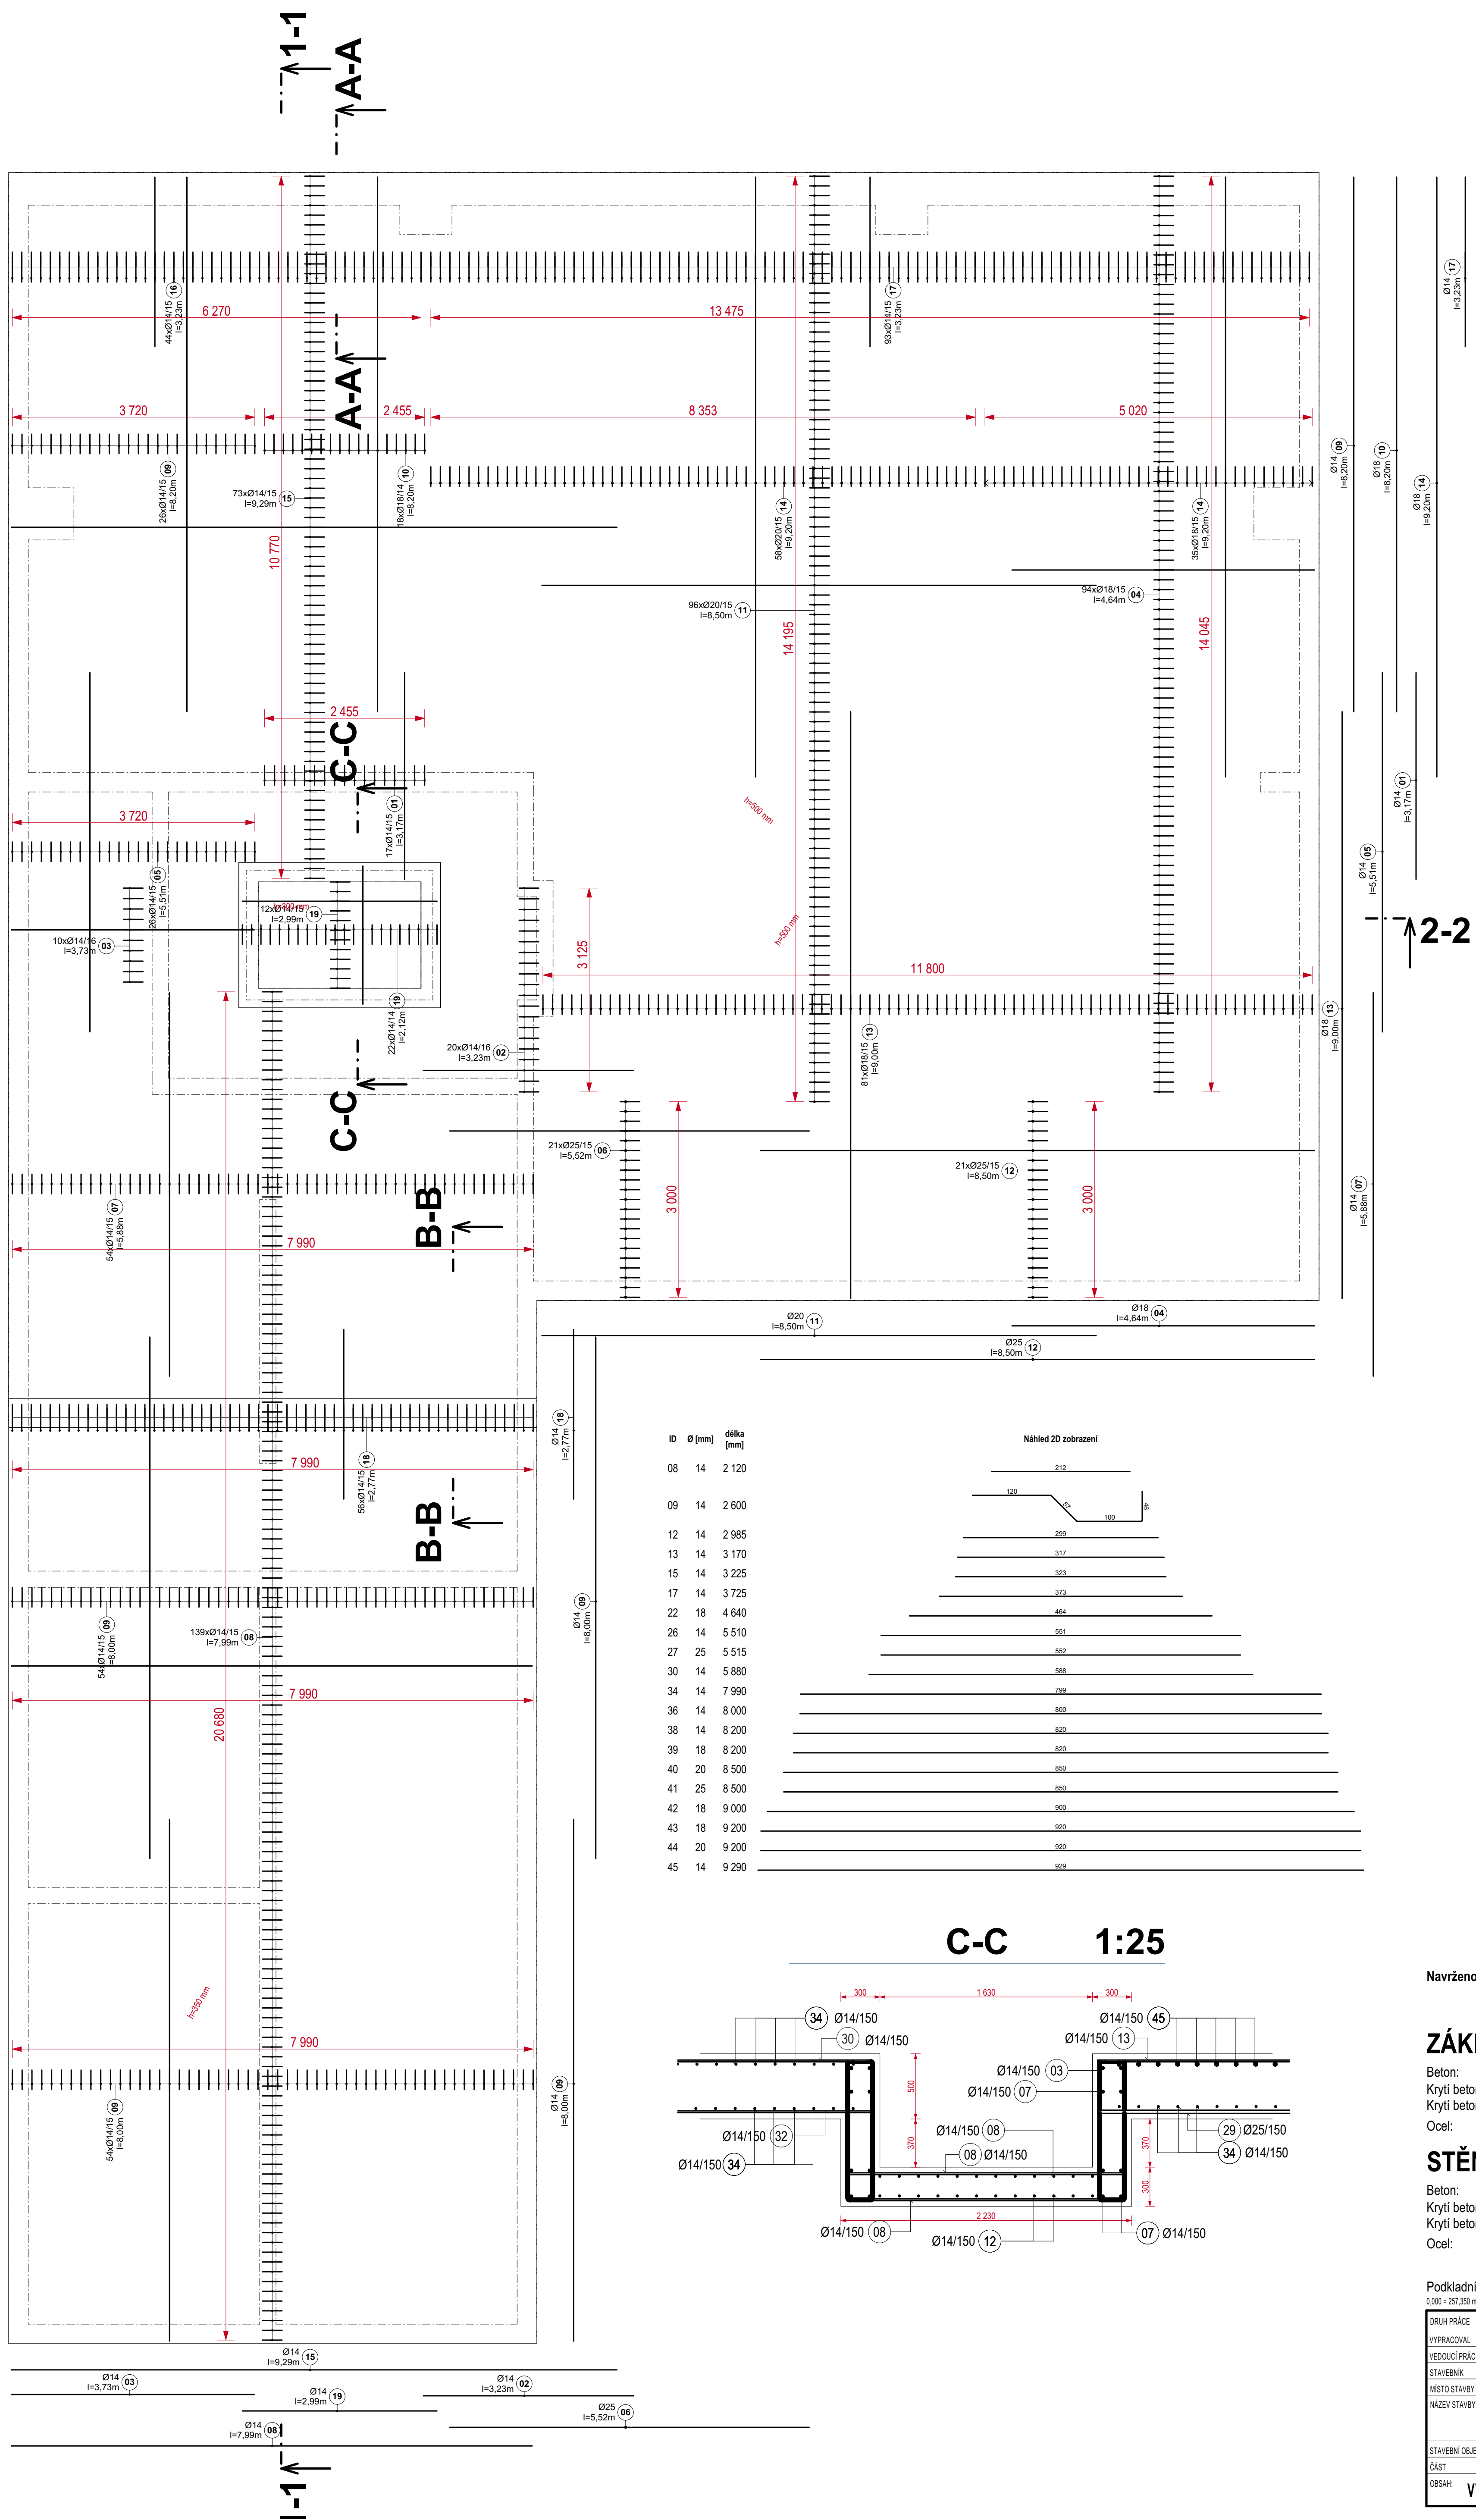 1-1
A-A
44xØ14/15
l=3,23m
16
6 270
93xØ14/15
l=3,23m
17
13 475
Ø14
l=3,23m
17
A-A
3 720
2 455
8 353
5 020
26xØ14/15
l=8,20m
09
18xØ18/14
l=8,20m
10
73xØ14/15
l=9,29m
15
58xØ20/15
l=9,20m
14
35xØ18/15
l=9,20m
14
Ø14
l=8,20m
09
Ø18
l=8,20m
10
Ø18
l=9,20m
14
10 770
96xØ20/15
l=8,50m
11
14 195
94xØ18/15
l=4,64m
04
14 045
2 455
C-C
17xØ14/15
l=3,17m
01
h=500 mm
Ø14
l=3,17m
01
3 720
26xØ14/15
l=5,51m
05
Ø14
l=5,51m
05
12xØ14/15
l=2,99m
19
10x​Ø14/16
l=3,73m
03
h=500 mm
2-2
3 125
11 800
22xØ14/14
l=2,12m
19
20xØ14/16
l=3,23m
02
81xØ18/15
l=9,00m
13
Ø18
l=9,00m
13
C-C
21xØ25/15
l=5,52m
06
21xØ25/15
l=8,50m
12
3 000
3 000
54xØ14/15
l=5,88m
07
B-B
Ø14
l=5,88m
07
7 990
Ø20
l=8,50m
11
Ø18
l=4,64m
04
Ø25
l=8,50m
12
56xØ14/15
l=2,77m
18
Ø14
l=2,77m
18
7 990
B-B
54xØ14/15
l=8,00m
09
139xØ14/15
l=7,99m
08
Ø14
l=8,00m
09
7 990
20 680
h=350 mm
7 990
54xØ14/15
l=8,00m
09
Ø14
l=8,00m
09
Ø14
l=9,29m
15
Ø14
l=3,73m
03
Ø14
l=3,23m
02
Ø14
l=2,99m
19
Ø25
l=5,52m
06
Ø14
l=7,99m
08
1-1
ID Ø [mm] délka [mm] Náhled 2D zobrazení
08 14 2 120 212
09 14 2 600 120 57 100 46
12 14 2 985 299
13 14 3 170 317
15 14 3 225 323
17 14 3 725 373
22 18 4 640 464
26 14 5 510 551
27 25 5 515 552
30 14 5 880 588
34 14 7 990 799
36 14 8 000 800
38 14 8 200 820
39 18 8 200 820
40 20 8 500 850
41 25 8 500 850
42 18 9 000 900
43 18 9 200 920
44 20 9 200 920
45 14 9 290 929
C-C 1:25
300 1 630 300
34 Ø14/150
Ø14/150 45
30 Ø14/150
Ø14/150 13
Ø14/150 03
500
Ø14/150 07
Ø14/150 32
Ø14/150 08
29 Ø25/150
370
08 Ø14/150
370
34 Ø14/150
Ø14/150 34
300
2 230
Ø14/150 08
Ø14/150 12
07 Ø14/150
Navrženo
ZÁK
Beton:
Krytí beto
Krytí beto
Ocel:
STĚN
Beton:
Krytí beto
Krytí beto
Ocel:
Podkladní
0,000 = 257,350 m
DRUH PRÁCE
VYPRACOVAL
VEDOUCÍ PRÁC
STAVEBNÍK
MÍSTO STAVBY
NÁZEV STAVBY
STAVEBNÍ OBJE
ČÁST
OBSAH: V